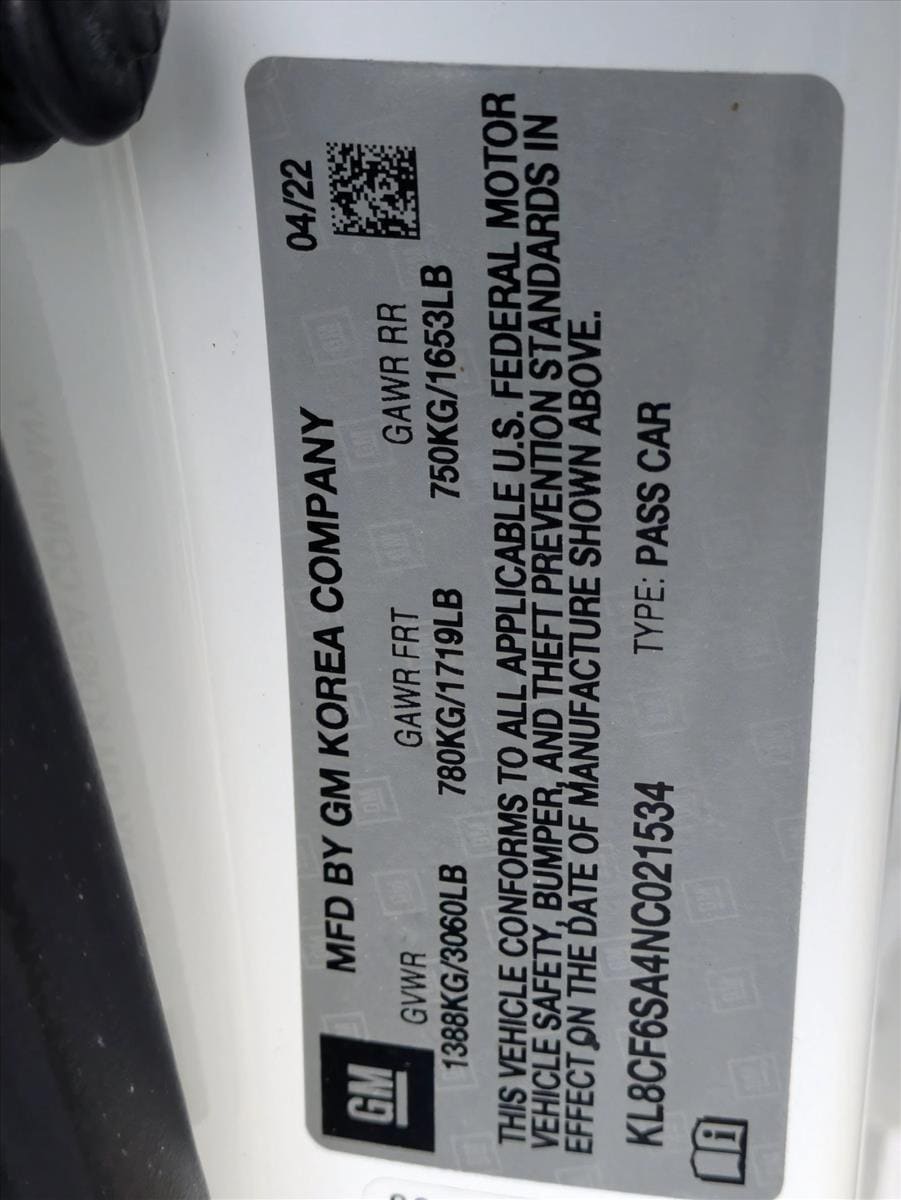 GM
MFD BY GM KOREA COMPANY 04/22
GVWR GAWR FRT GAWR RR
1388KG/3060LB 780KG/1719LB 750KG/1653LB
THIS VEHICLE CONFORMS TO ALL APPLICABLE U.S. FEDERAL MOTOR
VEHICLE SAFETY, BUMPER, AND THEFT PREVENTION STANDARDS IN
EFFECT ON THE DATE OF MANUFACTURE SHOWN ABOVE.
KL8CF6SA4NC021534 TYPE: PASS CAR